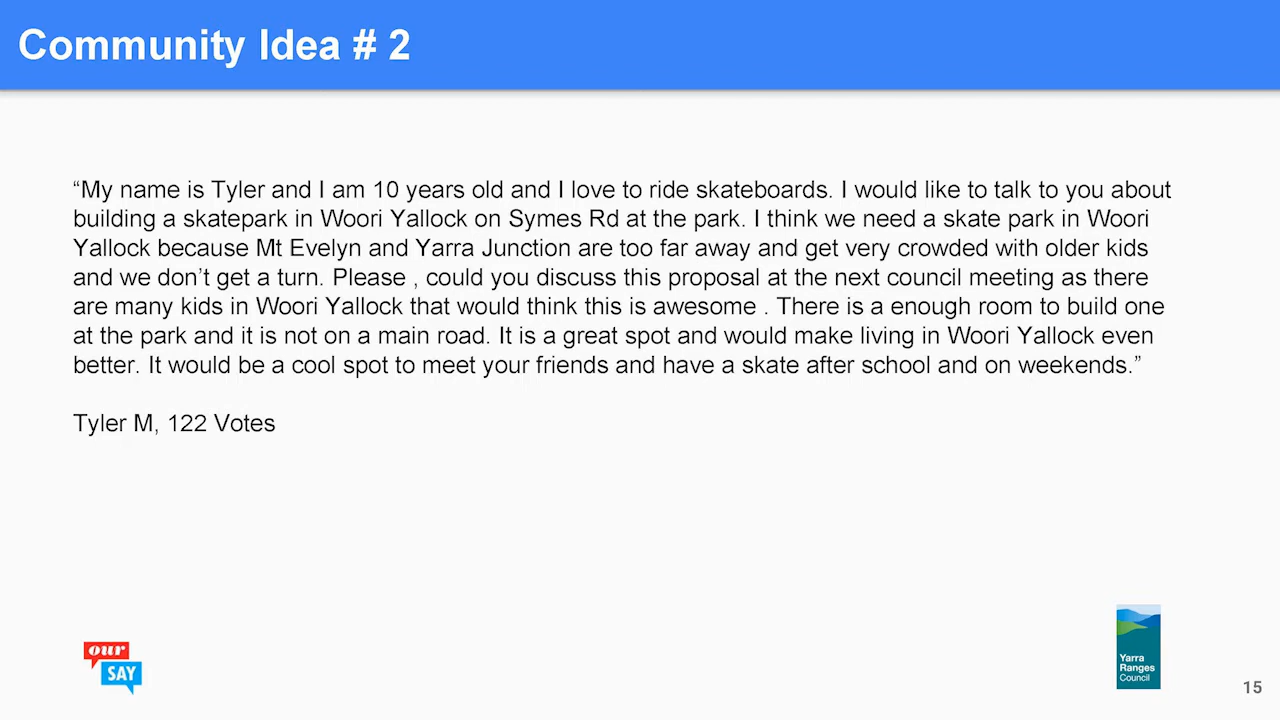 Community Idea # 2
“My name is Tyler and I am 10 years old and I love to ride skateboards. I would like to talk to you about
building a skatepark in Woori Yallock on Symes Rd at the park. I think we need a skate park in Woori
Yallock because Mt Evelyn and Yarra Junction are too far away and get very crowded with older kids
and we don’t get a turn. Please , could you discuss this proposal at the next council meeting as there
are many kids in Woori Yallock that would think this is awesome . There is a enough room to build one
at the park and it is not on a main road. It is a great spot and would make living in Woori Yallock even
better. It would be a cool spot to meet your friends and have a skate after school and on weekends.”
Tyler M, 122 Votes
our
SAY
Yarra
Ranges
Council
15